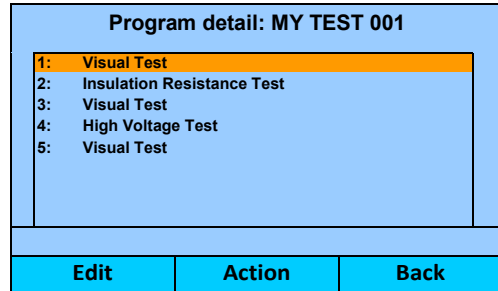 Program detail: MY TEST 001
1: Visual Test
2: Insulation Resistance Test
3: Visual Test
4: High Voltage Test
5: Visual Test
Edit Action Back